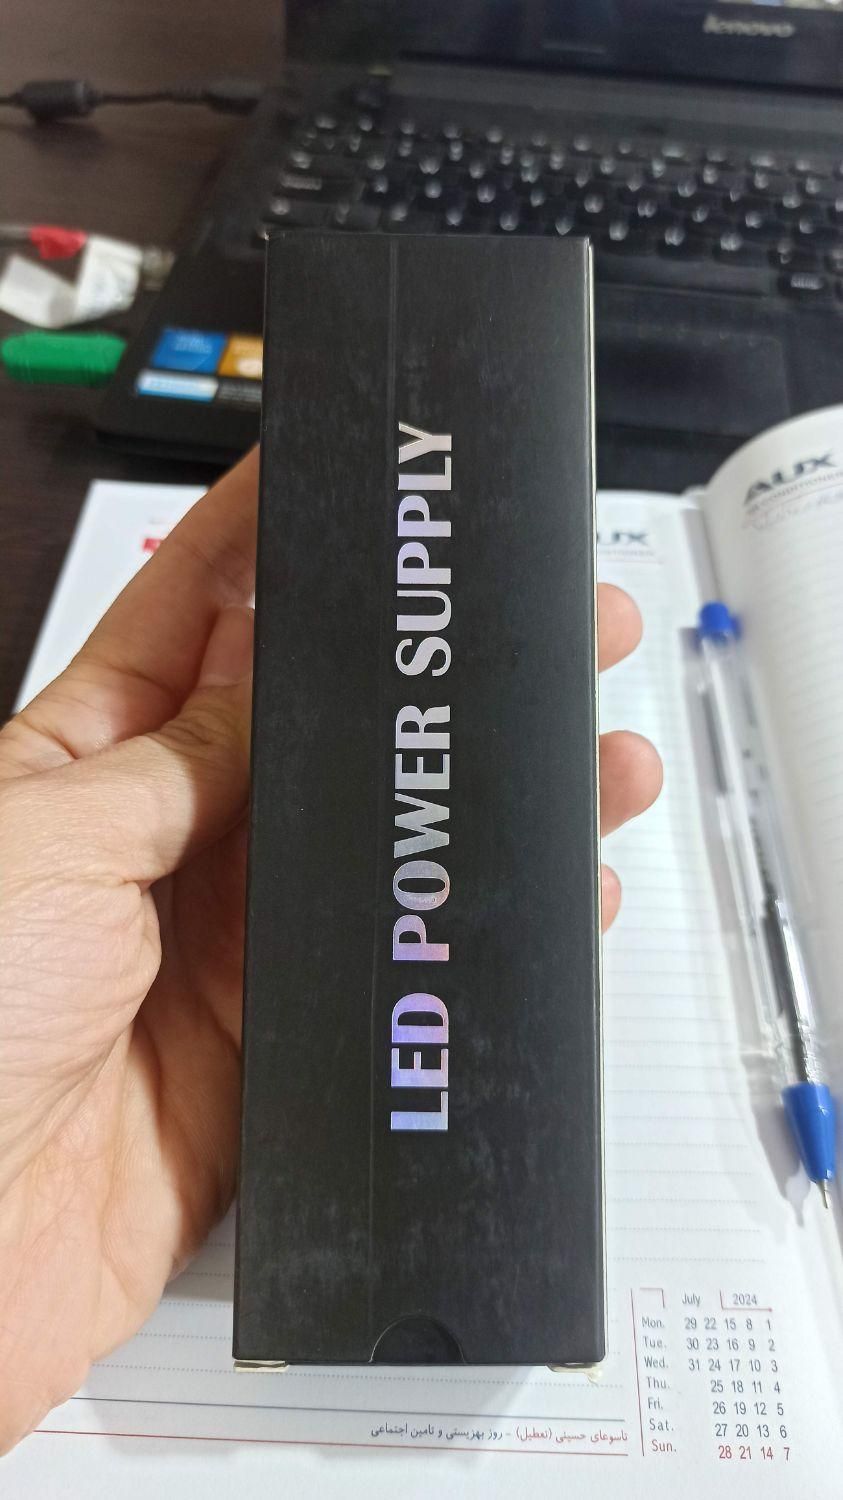 lenovo
AUX
AIR CONDITIONER
LED POWER SUPPLY
July 2024
Mon. 29 22 15 8 1
Tue. 30 23 16 9 2
Wed. 31 24 17 10 3
Thu. 25 18 11 4
Fri. 26 19 12 5
Sat. 27 20 13 6
Sun. 28 21 14 7
تاسوعای حسینی (تعطیل) - روز بهزیستی و تامین اجتماعی